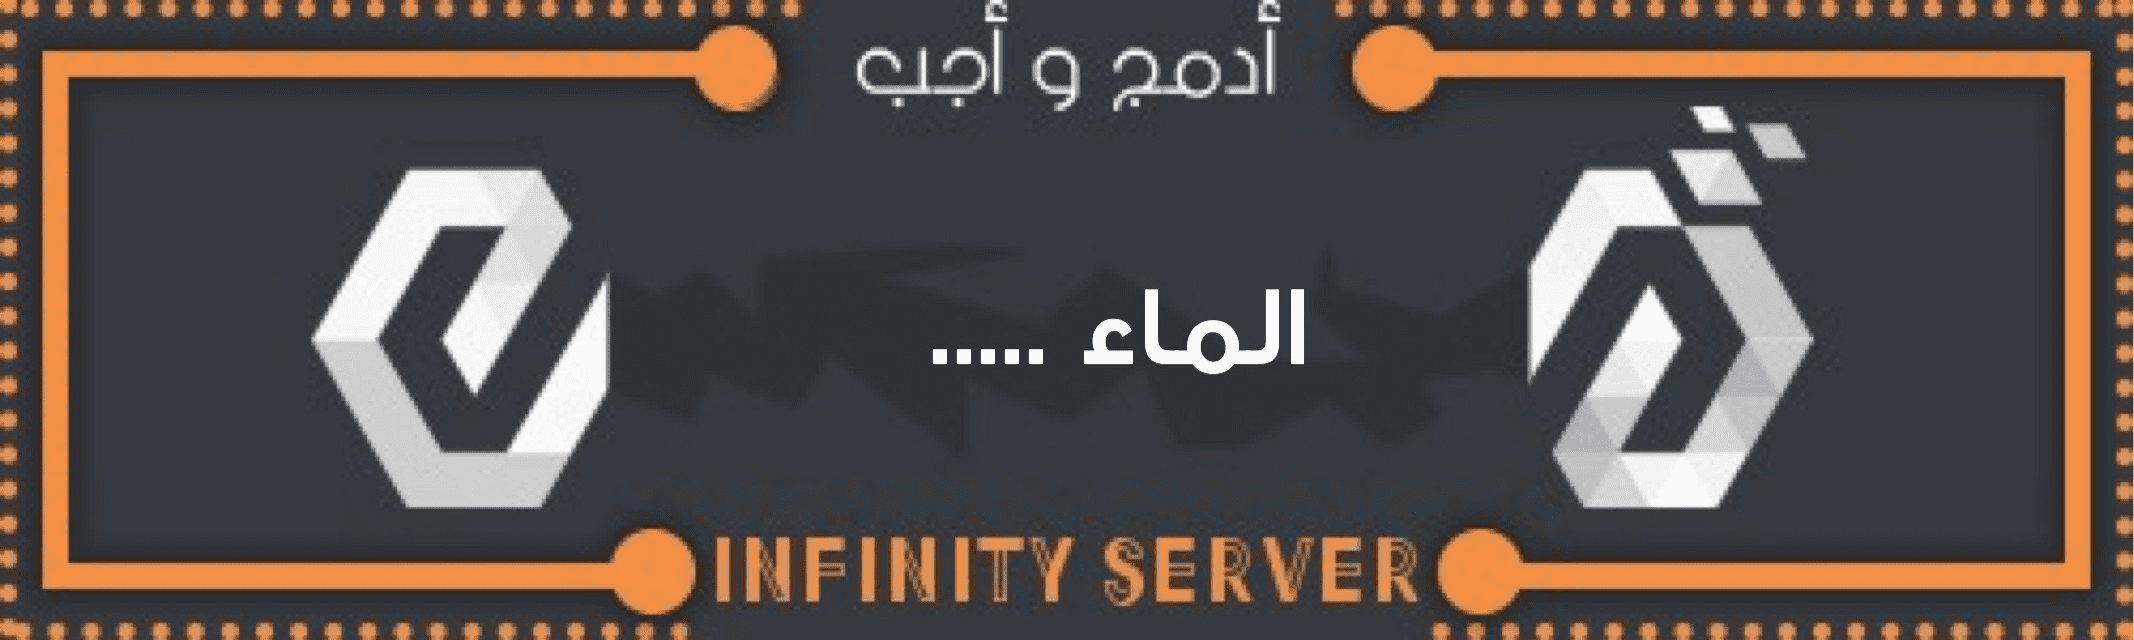 أدمج و أجب
الماء .....
INFINITY SERVER